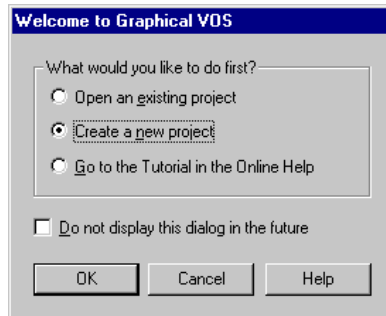 Welcome to Graphical VOS
What would you like to do first?
Open an existing project
Create a new project
Go to the Tutorial in the Online Help
Do not display this dialog in the future
OK
Cancel
Help